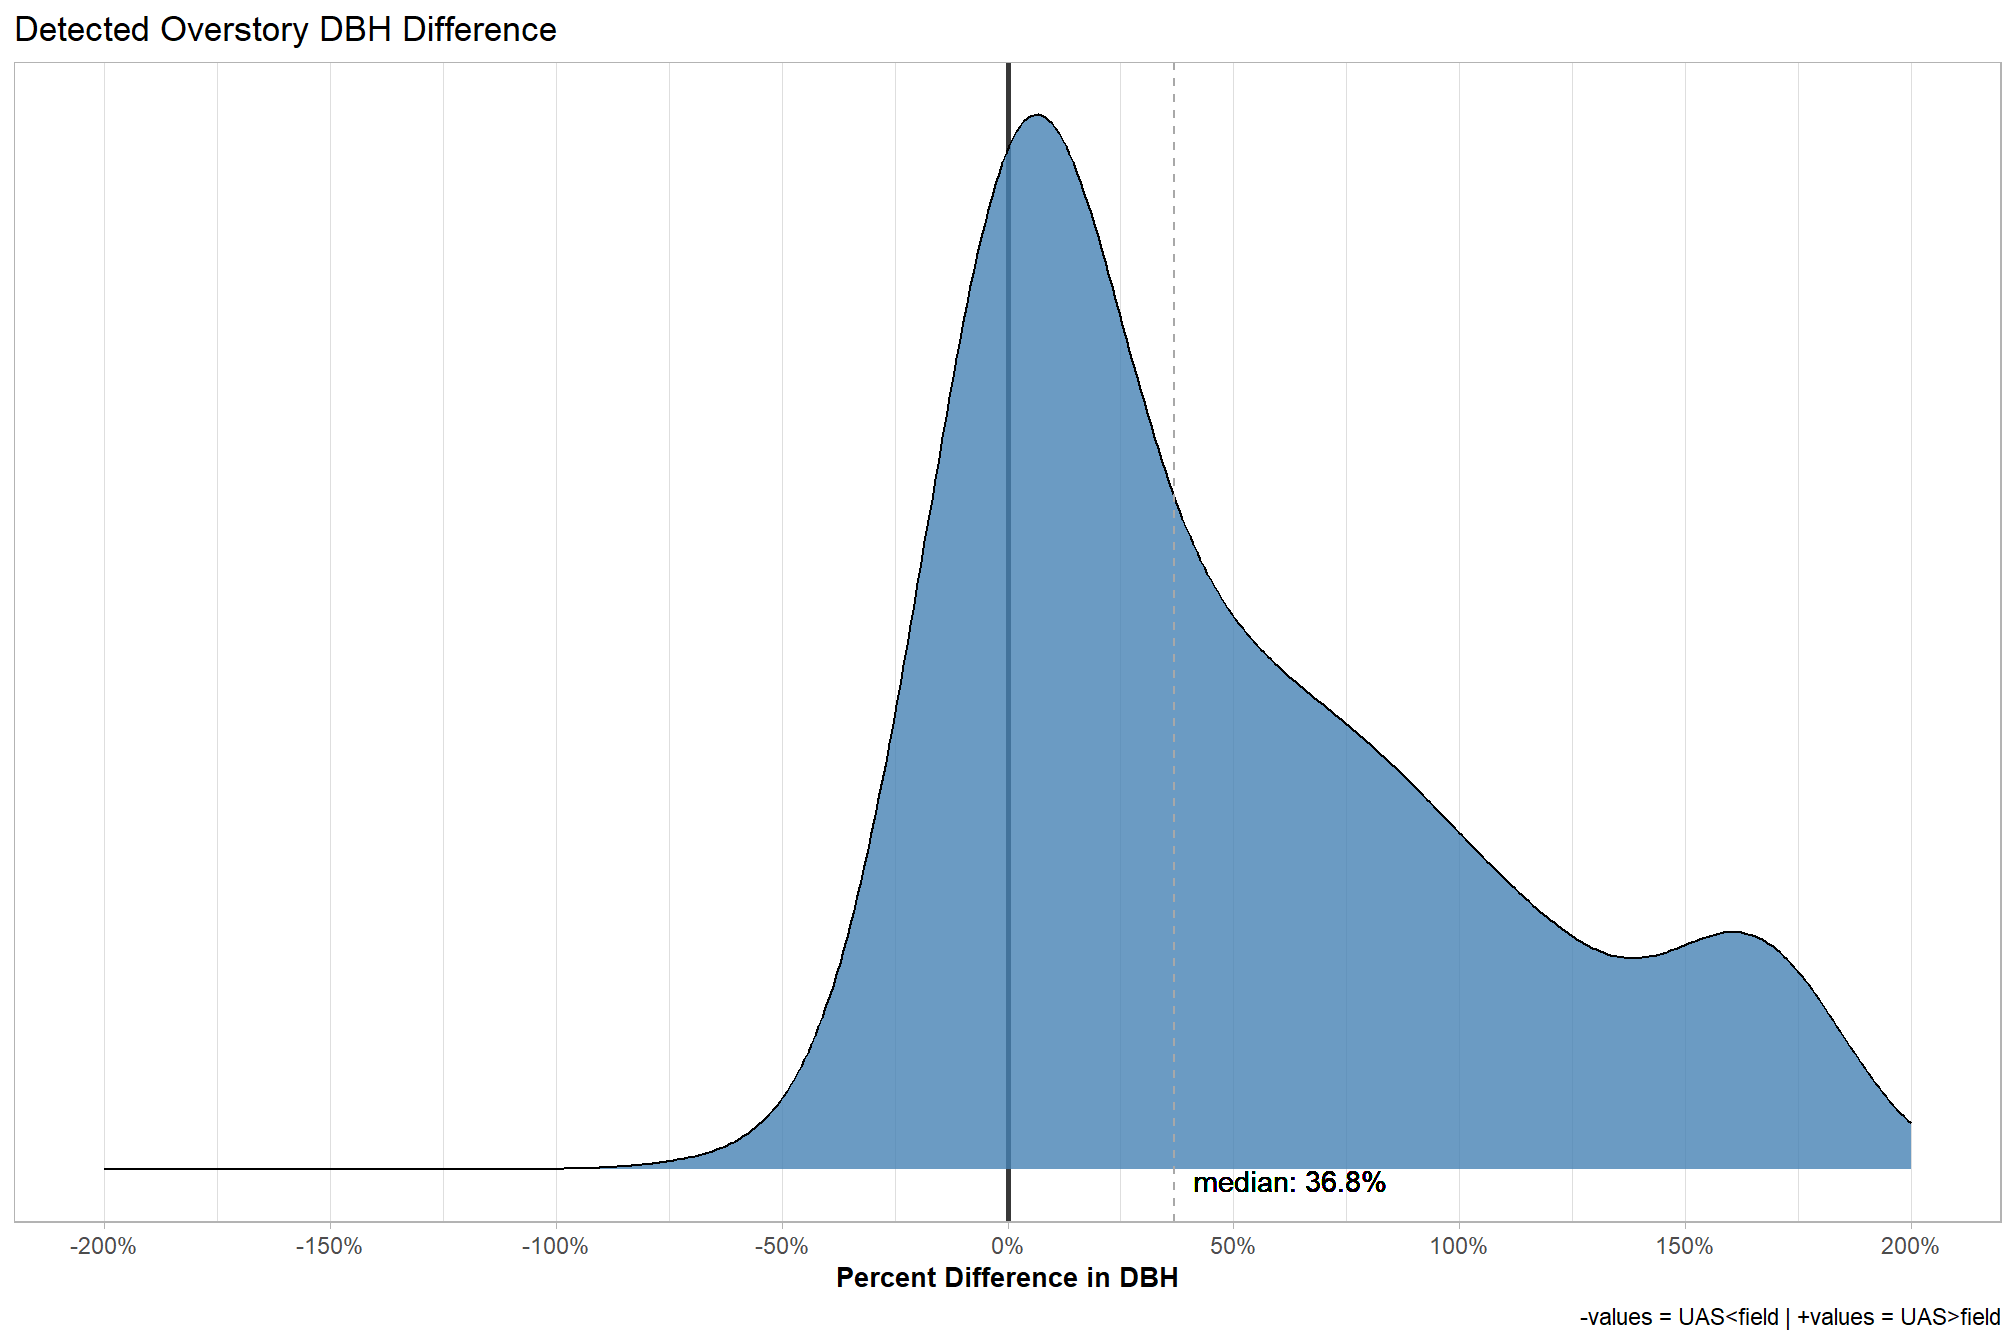 Detected Overstory DBH Difference
median: 36.8%
-200% -150% -100% -50% 0% 50% 100% 150% 200%
Percent Difference in DBH
-values = UAS<field | +values = UAS>field